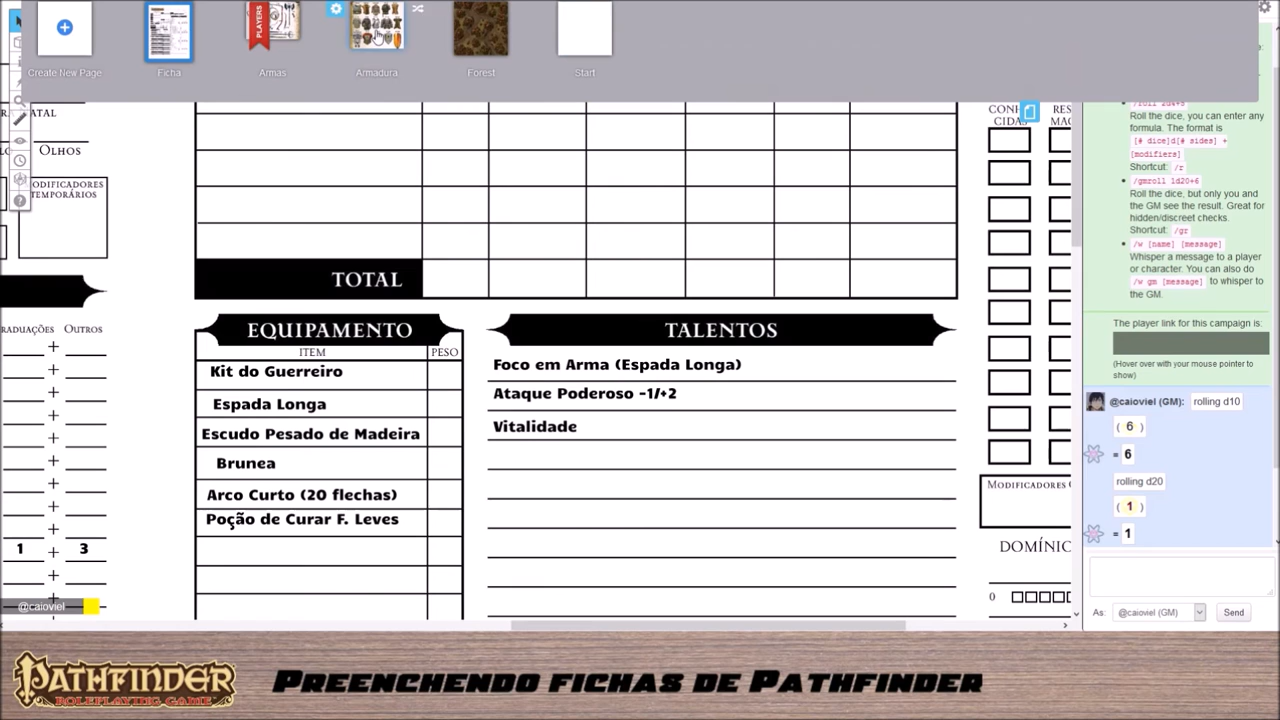 Create New Page
Ficha
PLAYERS
Armas
Armadura
Forest
Start
OLHOS
TOTAL
EQUIPAMENTO
ITEM
PESO
Kit do Guerreiro
Espada Longa
Escudo Pesado de Madeira
Brunea
Arco Curto (20 flechas)
Poção de Curar F. Leves
TALENTOS
Foco em Arma (Espada Longa)
Ataque Poderoso -1/+2
Vitalidade
OUTROS
+
+
+
+
+
+
+
+
+
1 + 3
+
+
@caioviel
CIDAS
DOMÍNIC
0
Roll the dice, you can enter any
formula. The format is
[# dice]d[# sides] +
[modifiers]
Shortcut: /r
/gmroll 1d20+6
Roll the dice, but only you and
the GM see the result. Great for
hidden/discreet checks.
Shortcut: /gr
/w [name] [message]
Whisper a message to a player
or character. You can also do
/w gm [message] to whisper to
the GM.
The player link for this campaign is:
(Hover over with your mouse pointer to
show)
@caioviel (GM): rolling d10
( 6 )
= 6
rolling d20
( 1 )
= 1
As: @caioviel (GM) Send
PATHFINDER
ROLEPLAYING GAME
PREENCHENDO FICHAS DE PATHFINDER